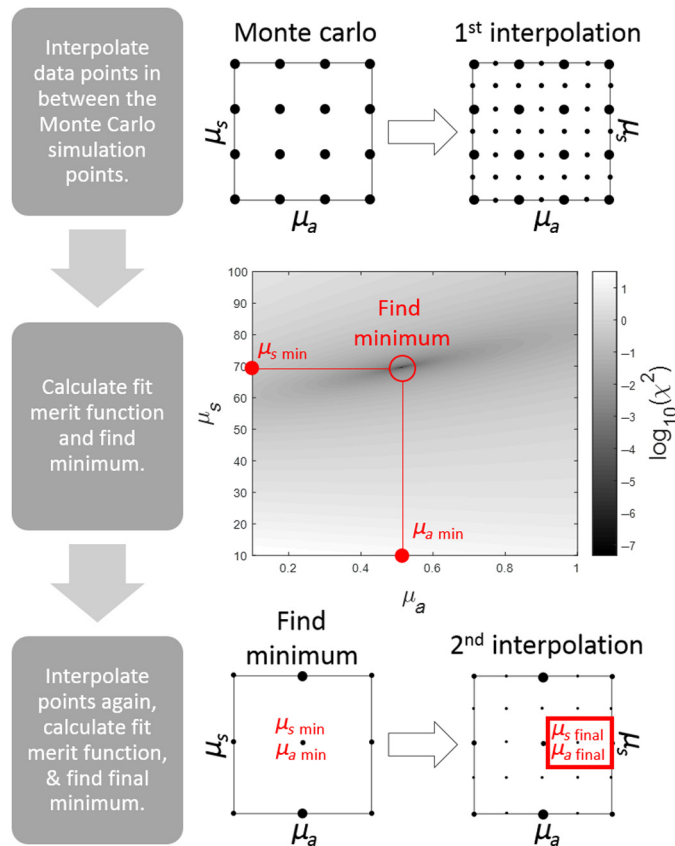 Interpolate
data points in
between the
Monte Carlo
simulation
points.
Monte carlo
1st interpolation
μs
μa
μa
μs
Calculate fit
merit function
and find
minimum.
100
90
80
70
60
50
40
30
20
10
μs
Find
minimum
μs min
μa min
0.2
0.4
0.6
0.8
1
μa
1
0
−1
−2
−3
−4
−5
−6
−7
log10(χ2)
Interpolate
points again,
calculate fit
merit function,
& find final
minimum.
Find
minimum
2nd interpolation
μs
μs min
μa min
μa
μs final
μa final
μs
μa